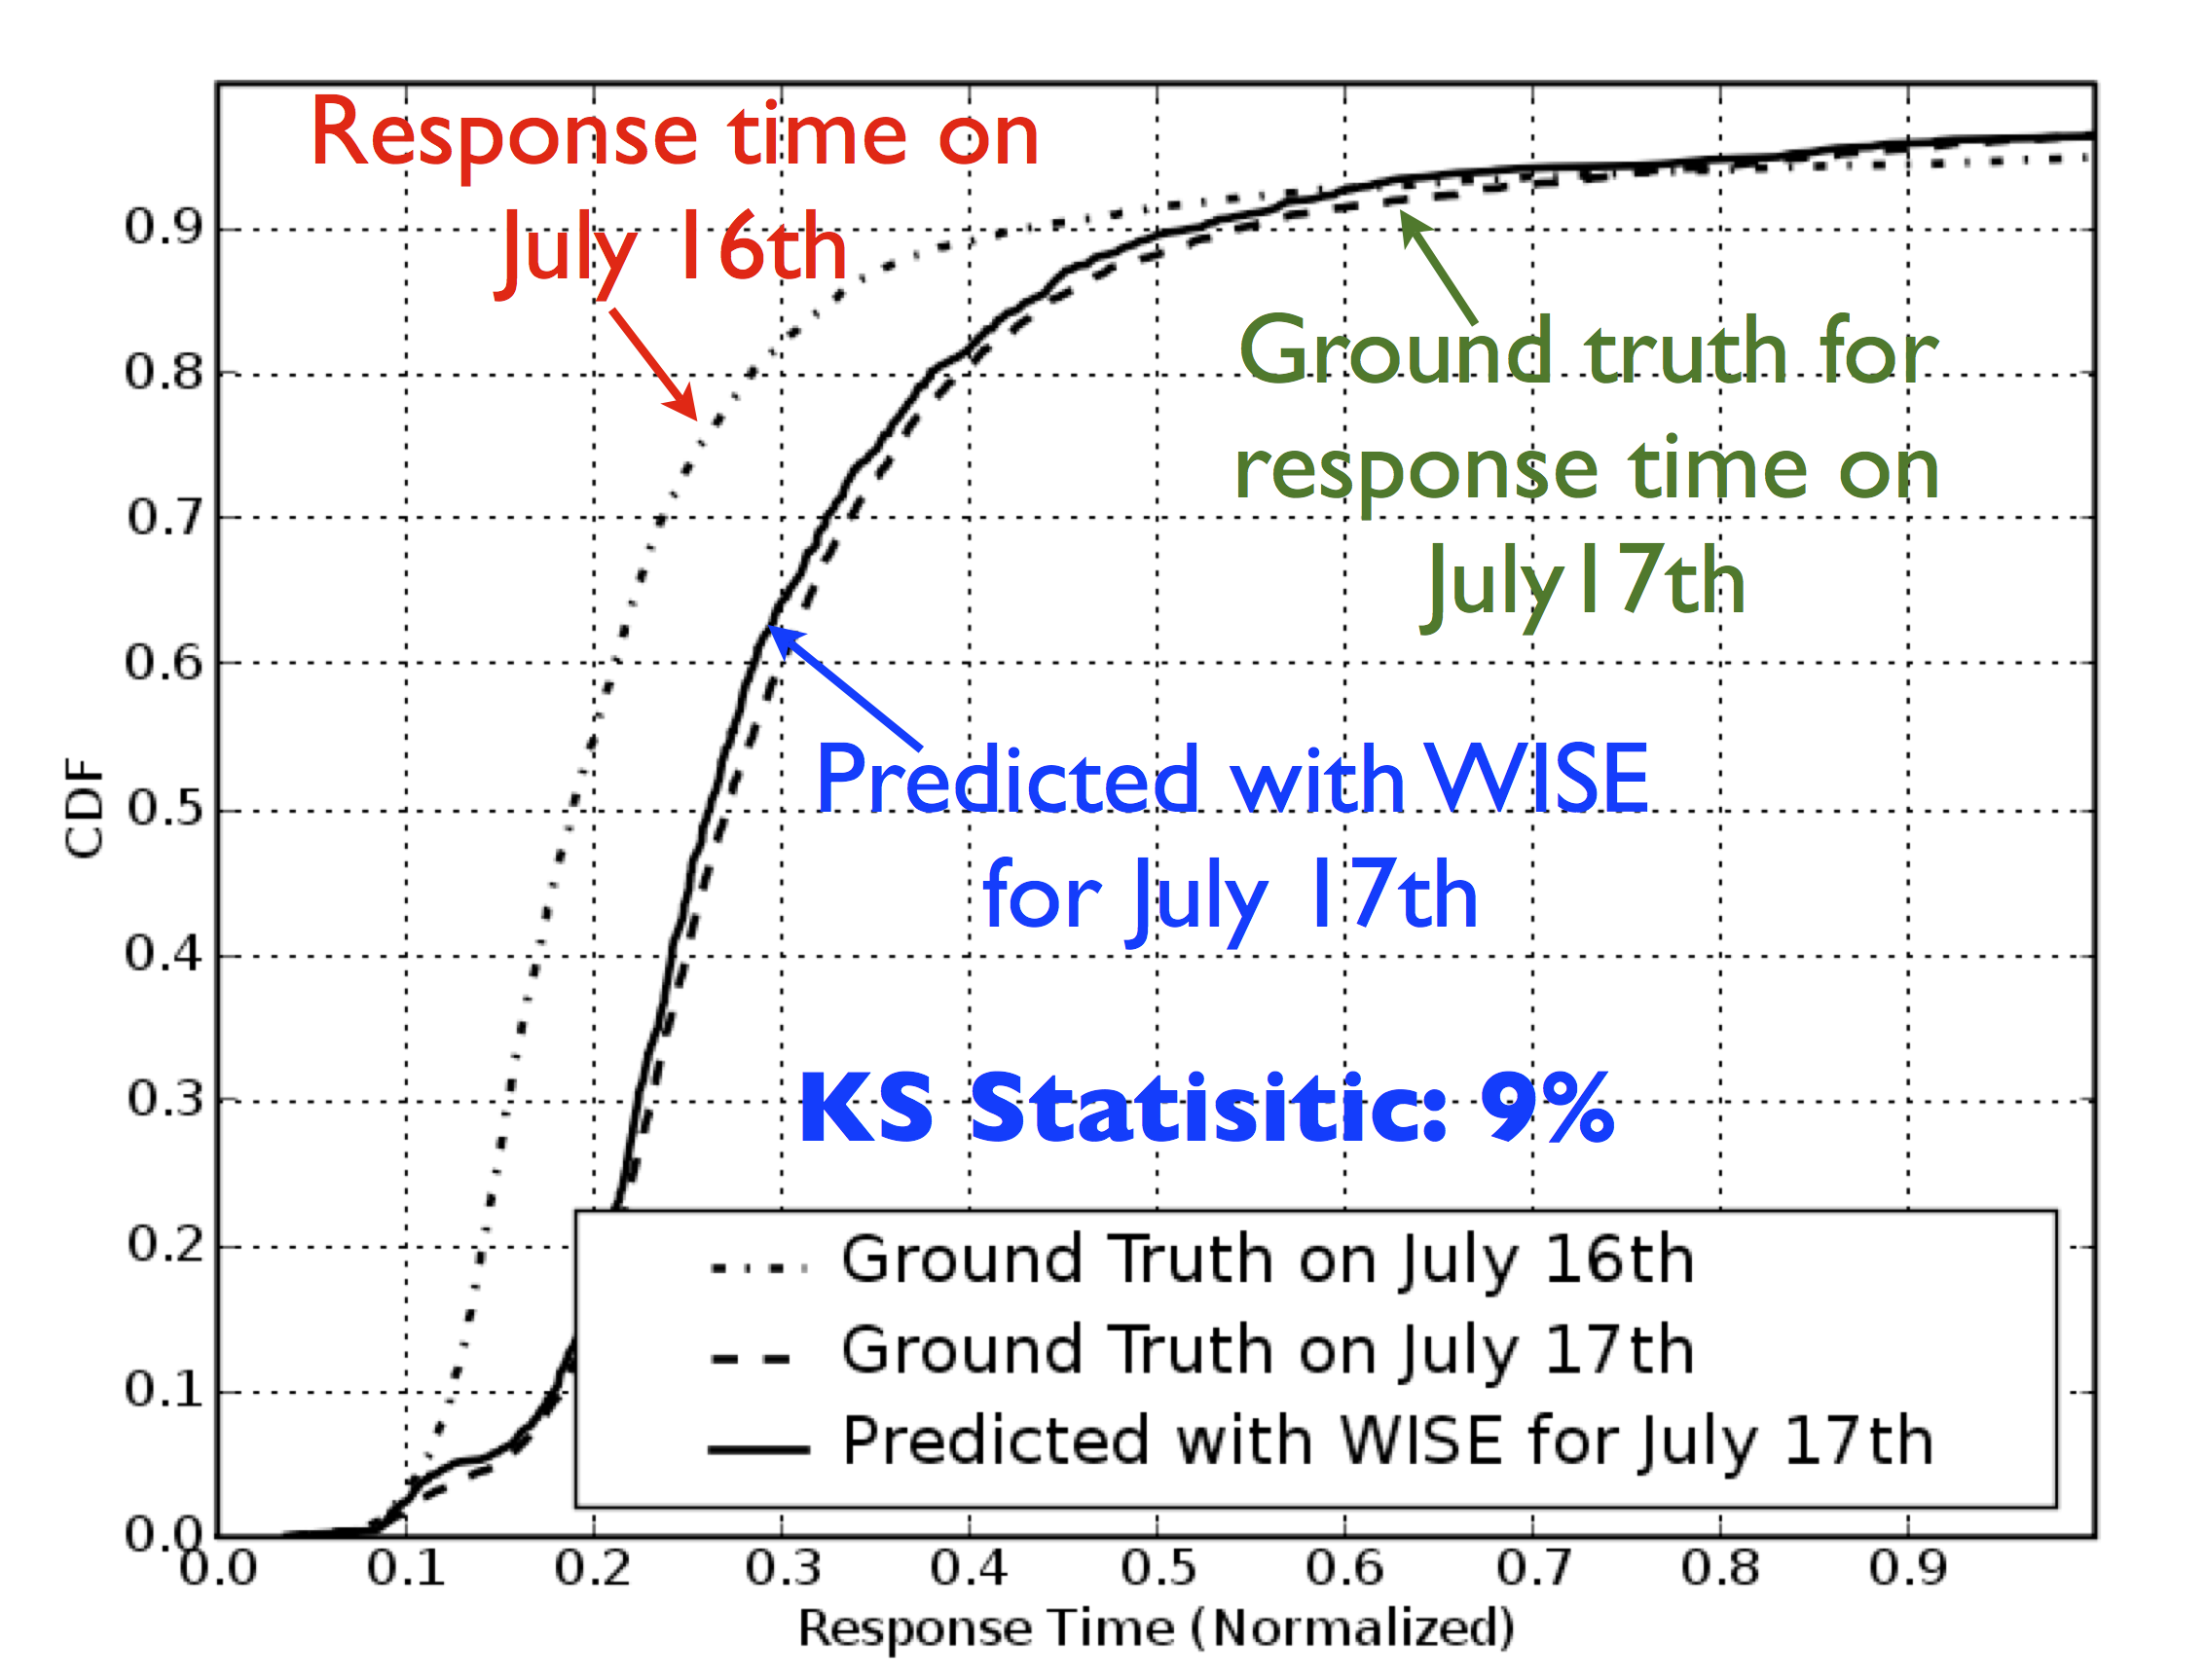 Response time on
July 16th
0.9
0.8
0.7
0.6
0.5
0.4
0.3
0.2
0.1
0.0
CDF
Ground truth for
response time on
July17th
Predicted with WISE
for July 17th
KS Statisitic: 9%
Ground Truth on July 16th
Ground Truth on July 17th
Predicted with WISE for July 17th
0.0 0.1 0.2 0.3 0.4 0.5 0.6 0.7 0.8 0.9
Response Time (Normalized)